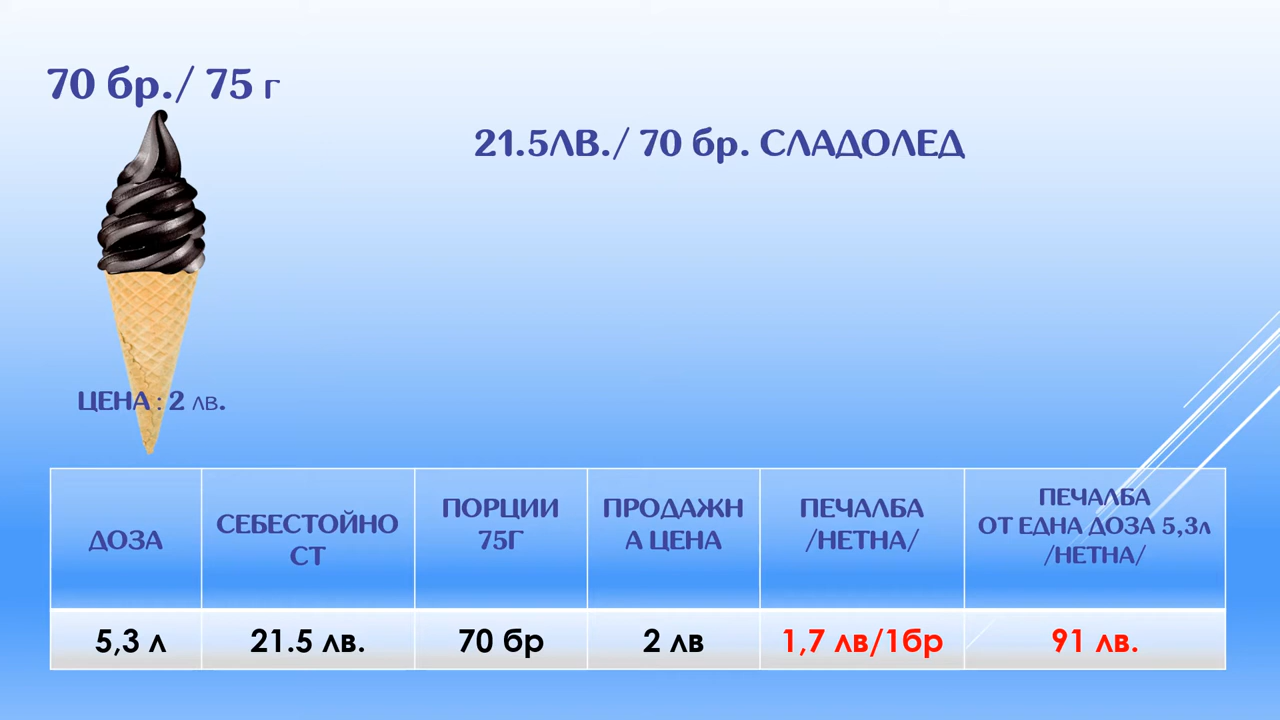 70 бр./ 75 г
21.5ЛВ./ 70 бр. СЛАДОЛЕД
ЦЕНА : 2 лв.
ДОЗА
СЕБЕСТОЙНО
СТ
ПОРЦИИ
75Г
ПРОДАЖН
А ЦЕНА
ПЕЧАЛБА
/НЕТНА/
ПЕЧАЛБА
ОТ ЕДНА ДОЗА 5,3л
/НЕТНА/
5,3 л
21.5 лв.
70 бр
2 лв
1,7 лв/1бр
91 лв.